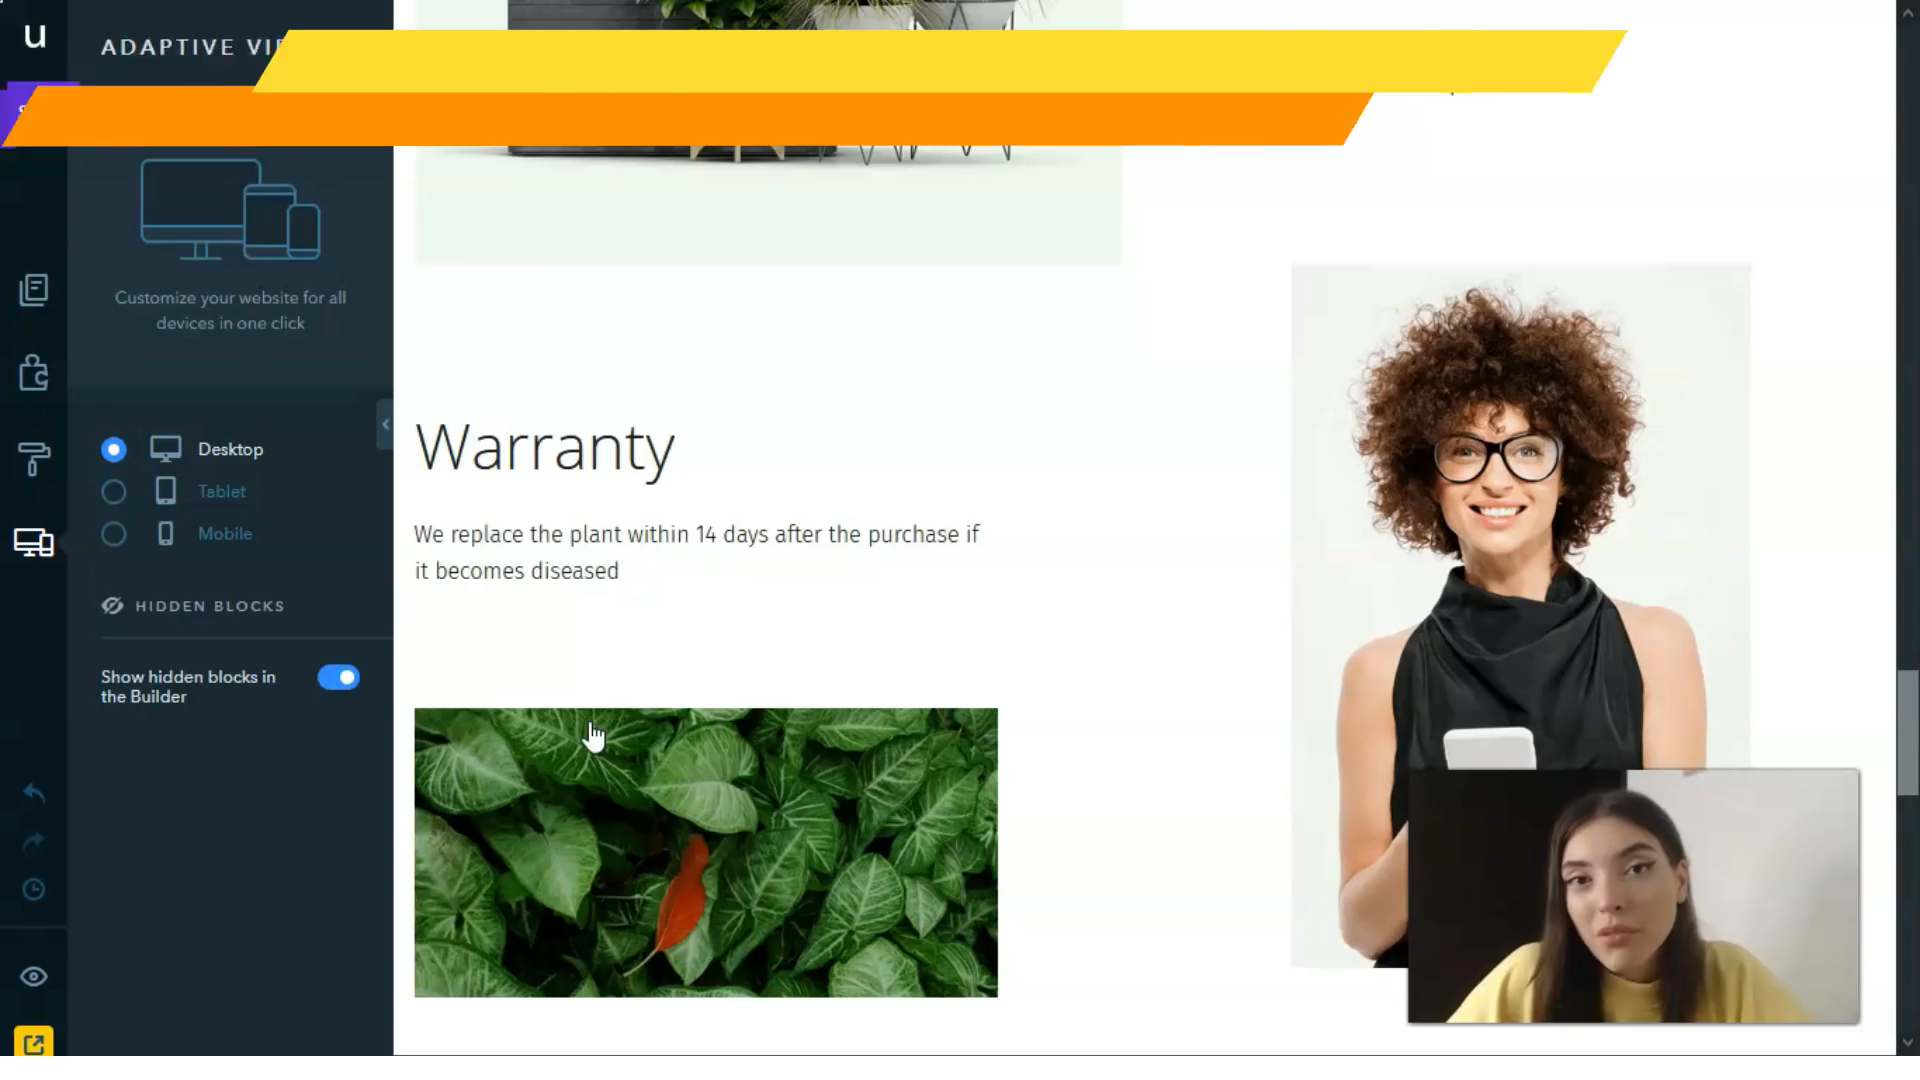 u
ADAPTIVE VI
Customize your website for all
devices in one click
Desktop
Tablet
Mobile
HIDDEN BLOCKS
Show hidden blocks in
the Builder
Warranty
We replace the plant within 14 days after the purchase if
it becomes diseased